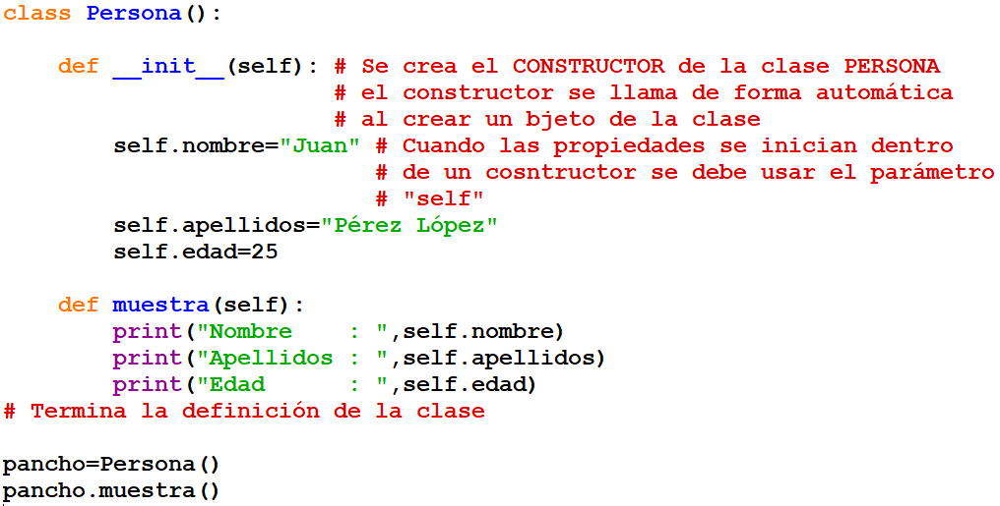 class Persona():
def __init__(self): # Se crea el CONSTRUCTOR de la clase PERSONA
# el constructor se llama de forma automática
# al crear un bjeto de la clase
self.nombre="Juan" # Cuando las propiedades se inician dentro
# de un cosntructor se debe usar el parámetro
# "self"
self.apellidos="Pérez López"
self.edad=25
def muestra(self):
print("Nombre    : ",self.nombre)
print("Apellidos : ",self.apellidos)
print("Edad      : ",self.edad)
# Termina la definición de la clase
pancho=Persona()
pancho.muestra()